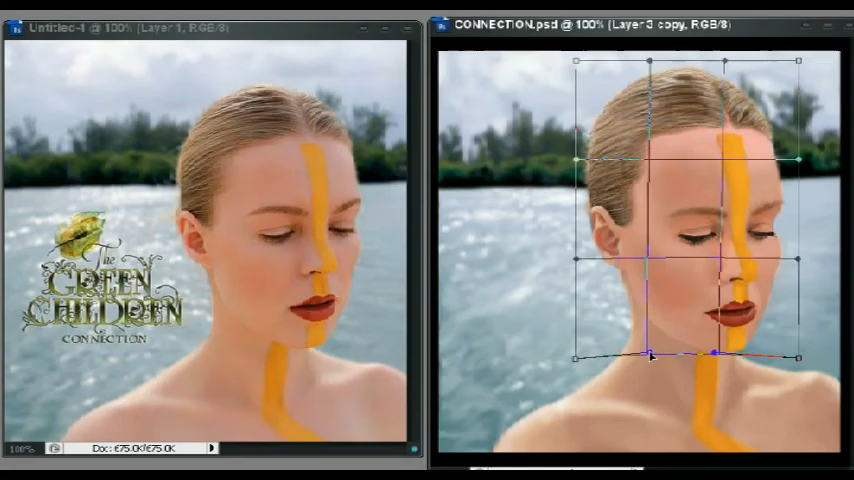 Untitled-1 @ 100% (Layer 1, RGB/8)
The
GREEN
CHILDREN
CONNECTION
100%
Doc: 675.0K/675.0K
CONNECTION.psd @ 100% (Layer 3 copy, RGB/8)